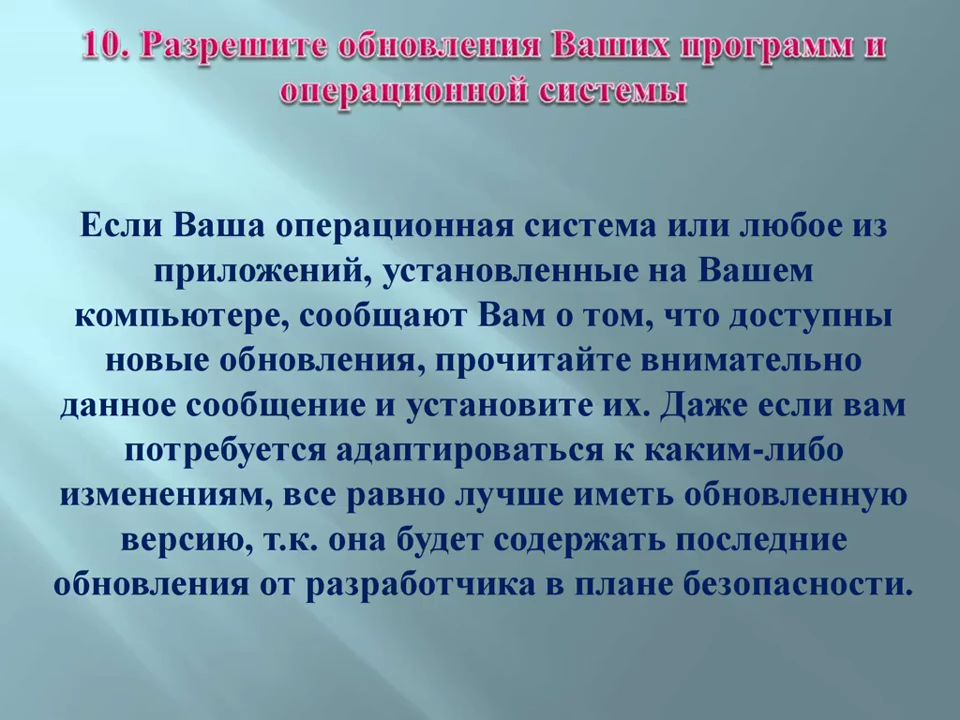 10. Разрешите обновления Ваших программ и
операционной системы
Если Ваша операционная система или любое из
приложений, установленные на Вашем
компьютере, сообщают Вам о том, что доступны
новые обновления, прочитайте внимательно
данное сообщение и установите их. Даже если вам
потребуется адаптироваться к каким-либо
изменениям, все равно лучше иметь обновленную
версию, т.к. она будет содержать последние
обновления от разработчика в плане безопасности.